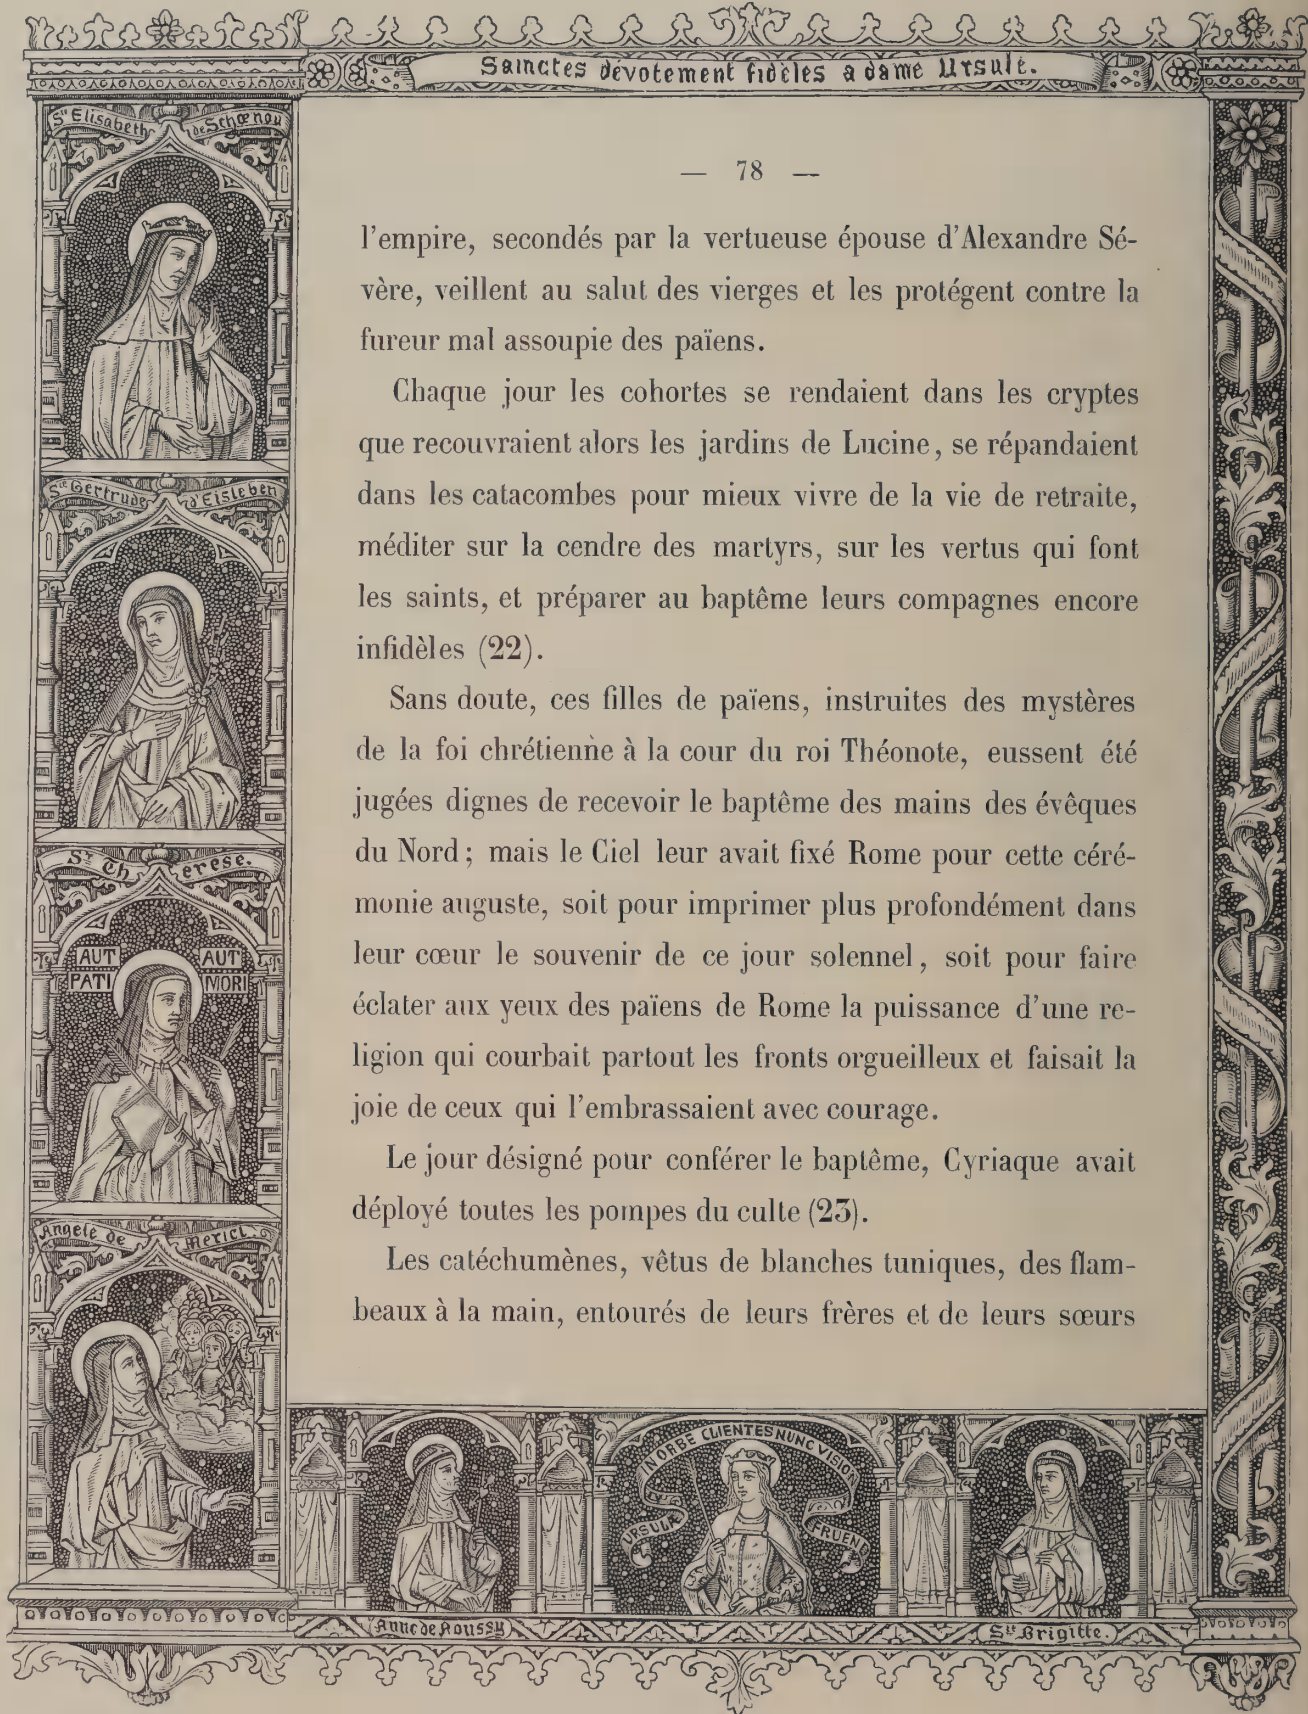 Sainctes dévotement fidèles a dame Ursule.
Ste Elisabeth de Schœnou
— 78 —
l'empire, secondés par la vertueuse épouse d'Alexandre Sé-
vère, veillent au salut des vierges et les protégent contre la
fureur mal assoupie des païens.
Chaque jour les cohortes se rendaient dans les cryptes
que recouvraient alors les jardins de Lucine, se répandaient
dans les catacombes pour mieux vivre de la vie de retraite,
méditer sur la cendre des martyrs, sur les vertus qui font
les saints, et préparer au baptême leurs compagnes encore
infidèles (22).
Sans doute, ces filles de païens, instruites des mystères
de la foi chrétienne à la cour du roi Théonote, eussent été
jugées dignes de recevoir le baptême des mains des évêques
du Nord; mais le Ciel leur avait fixé Rome pour cette céré-
monie auguste, soit pour imprimer plus profondément dans
leur cœur le souvenir de ce jour solennel, soit pour faire
éclater aux yeux des païens de Rome la puissance d'une re-
ligion qui courbait partout les fronts orgueilleux et faisait la
joie de ceux qui l'embrassaient avec courage.
Le jour désigné pour conférer le baptême, Cyriaque avait
déployé toutes les pompes du culte (23).
Les catéchumènes, vêtus de blanches tuniques, des flam-
beaux à la main, entourés de leurs frères et de leurs sœurs
Ste Gertrude d'Eisleben
Ste Therese.
AUT PATI
AUT MORI
Angele de Merici.
URSULA IN ORBE CLIENTES NUNC VISION FRUEN
Anne de Roussy
Ste Brigitte.